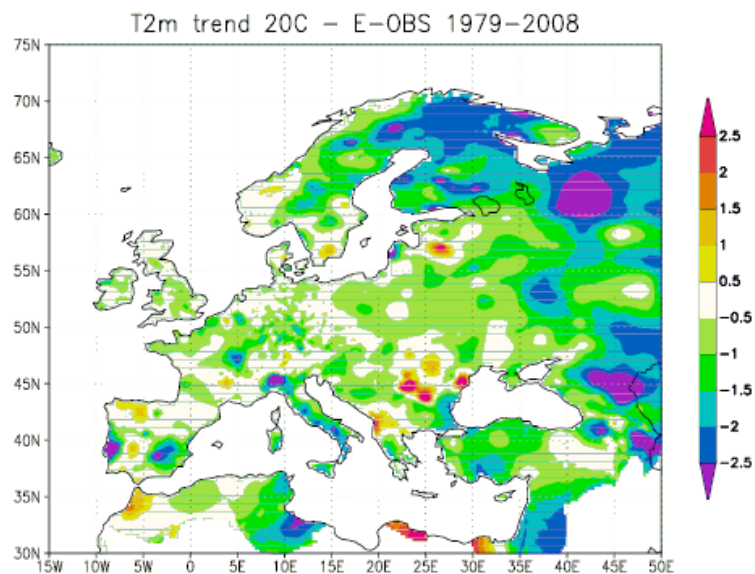 T2m trend 20C - E-OBS 1979-2008
75N
70N
65N
60N
55N
50N
45N
40N
35N
30N
15W 10W 5W 0 5E 10E 15E 20E 25E 30E 35E 40E 45E 50E
2.5
2
1.5
1
0.5
-0.5
-1
-1.5
-2
-2.5